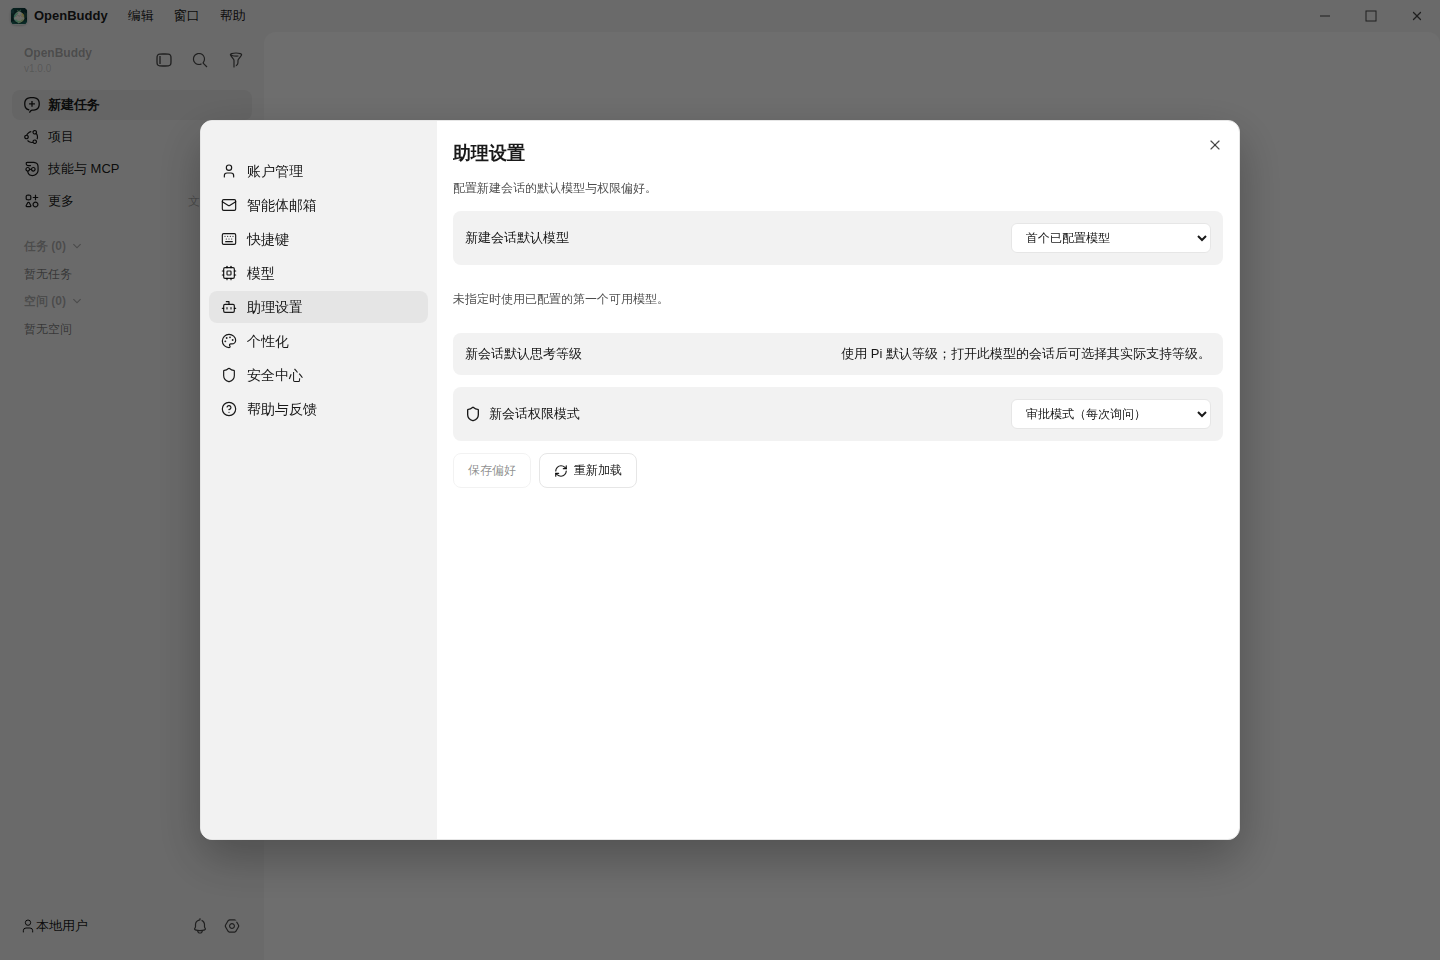 OpenBuddy 编辑 窗口 帮助
OpenBuddy
v1.0.0
新建任务
项目
技能与 MCP
更多
任务 (0)
暂无任务
空间 (0)
暂无空间
本地用户
账户管理
智能体邮箱
快捷键
模型
助理设置
个性化
安全中心
帮助与反馈
助理设置
配置新建会话的默认模型与权限偏好。
新建会话默认模型 首个已配置模型
未指定时使用已配置的第一个可用模型。
新会话默认思考等级 使用 Pi 默认等级；打开此模型的会话后可选择其实际支持等级。
新会话权限模式 审批模式（每次询问）
保存偏好 重新加载